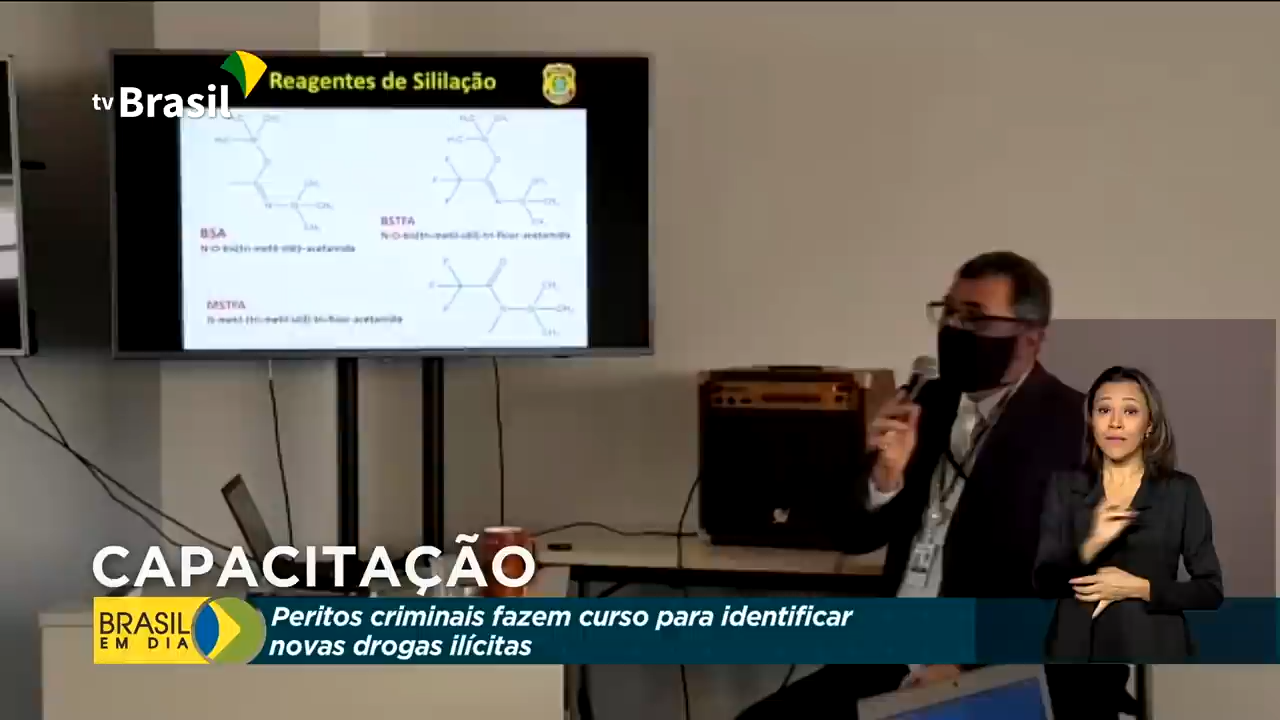 tv Brasil
Reagentes de Sililação
BSA
BSTFA
MSTFA
CAPACITAÇÃO
BRASIL
EM DIA
Peritos criminais fazem curso para identificar
novas drogas ilícitas